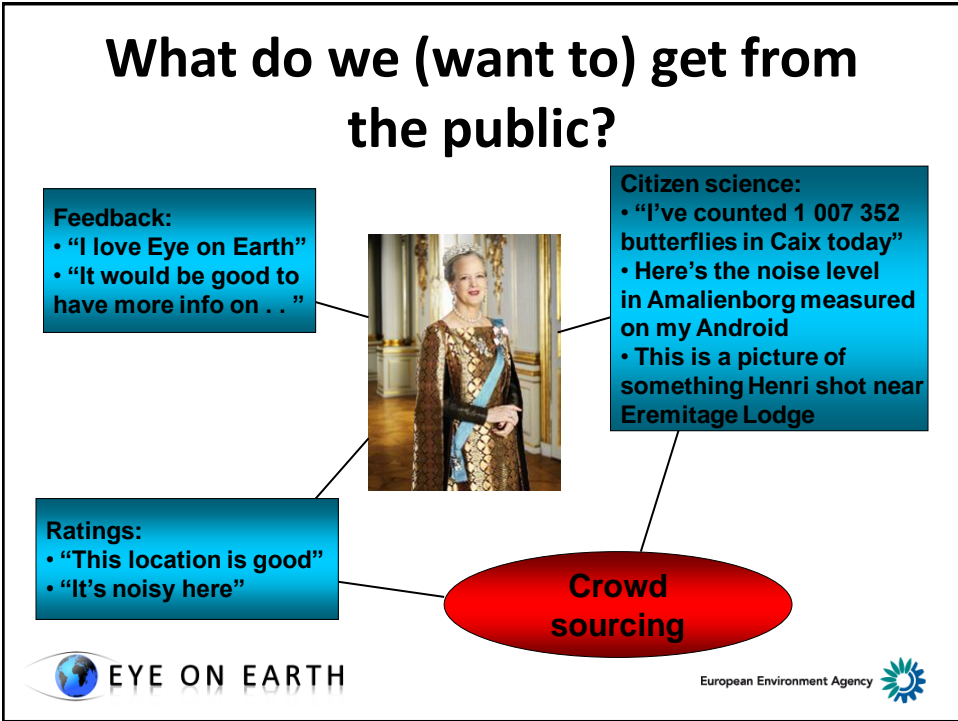 What do we (want to) get from
the public?
Feedback:
• “I love Eye on Earth”
• “It would be good to
have more info on . . ”
Citizen science:
• “I’ve counted 1 007 352
butterflies in Caix today”
• Here’s the noise level
in Amalienborg measured
on my Android
• This is a picture of
something Henri shot near
Eremitage Lodge
Ratings:
• “This location is good”
• “It’s noisy here”
Crowd
sourcing
EYE ON EARTH
European Environment Agency